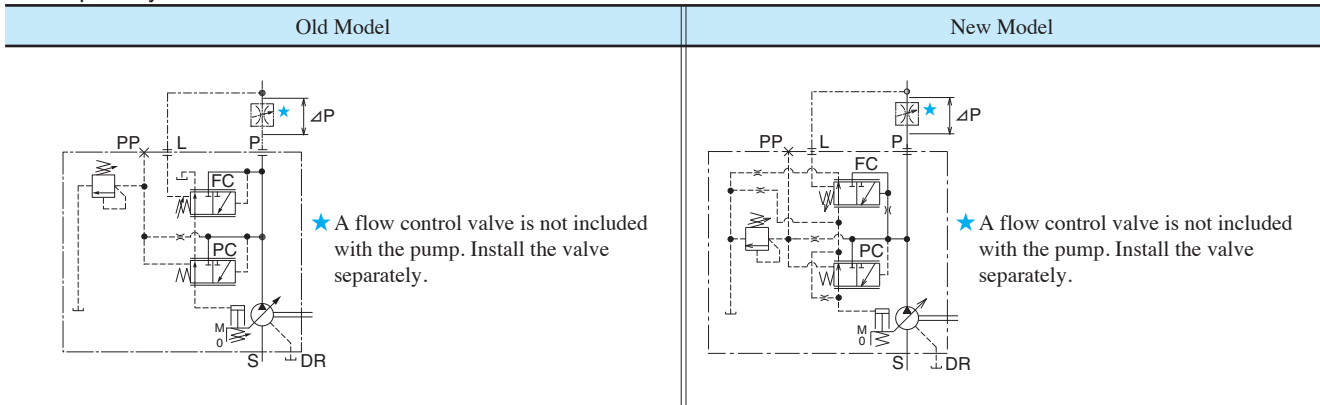 Old Model
New Model
⊿P
PP
L
P
FC
PC
★ A flow control valve is not included
with the pump. Install the valve
separately.
M
0
S
DR
⊿P
PP
L
P
FC
PC
★ A flow control valve is not included
with the pump. Install the valve
separately.
M
0
S
DR